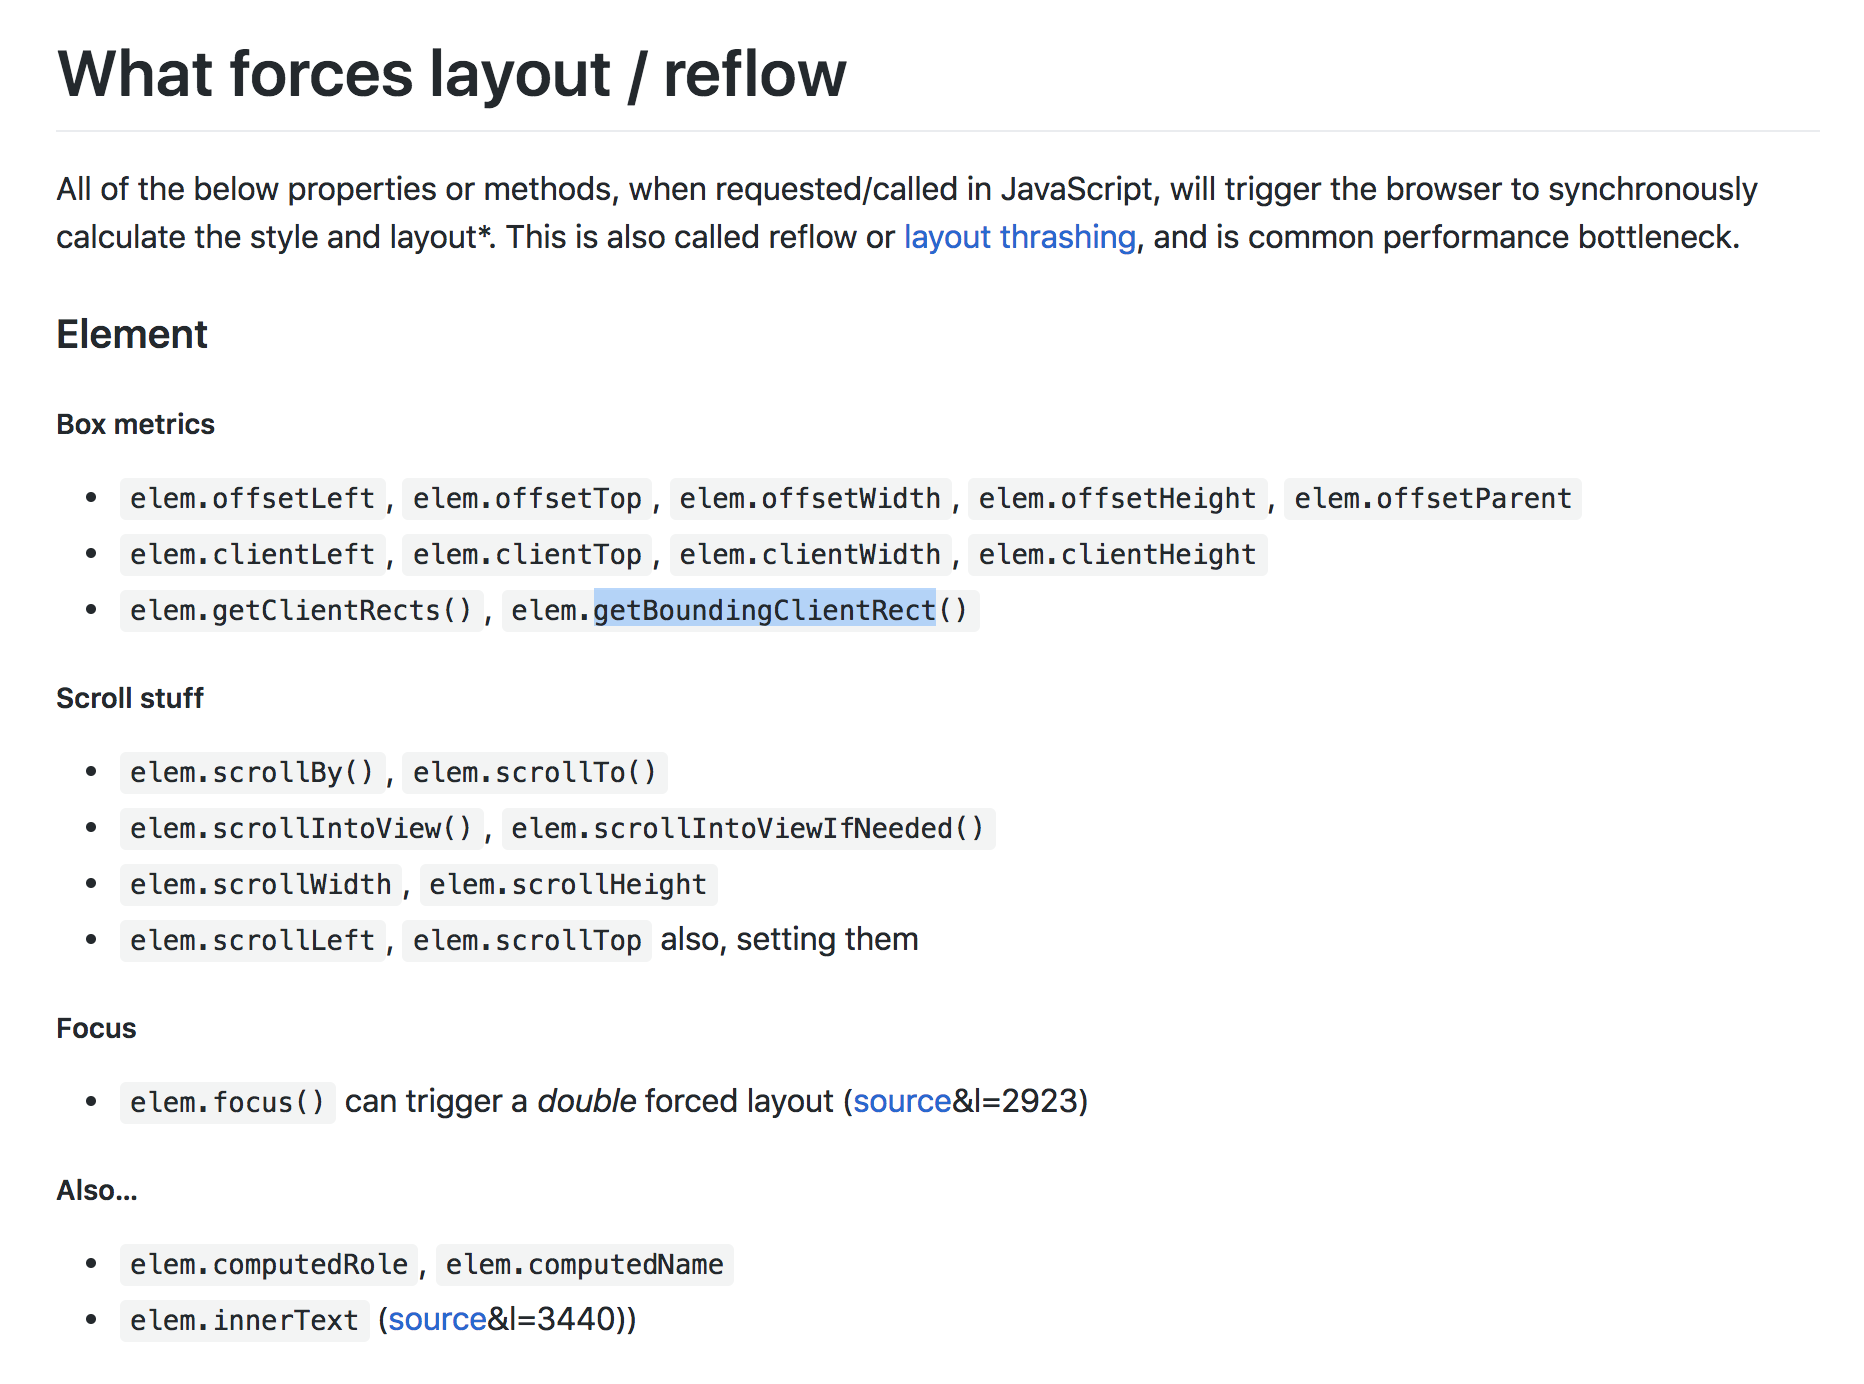 What forces layout / reflow
All of the below properties or methods, when requested/called in JavaScript, will trigger the browser to synchronously
calculate the style and layout*. This is also called reflow or layout thrashing, and is common performance bottleneck.
Element
Box metrics
• elem.offsetLeft, elem.offsetTop, elem.offsetWidth, elem.offsetHeight, elem.offsetParent
• elem.clientLeft, elem.clientTop, elem.clientWidth, elem.clientHeight
• elem.getClientRects(), elem.getBoundingClientRect()
Scroll stuff
• elem.scrollBy(), elem.scrollTo()
• elem.scrollIntoView(), elem.scrollIntoViewIfNeeded()
• elem.scrollWidth, elem.scrollHeight
• elem.scrollLeft, elem.scrollTop also, setting them
Focus
• elem.focus() can trigger a double forced layout (source&l=2923)
Also...
• elem.computedRole, elem.computedName
• elem.innerText (source&l=3440))